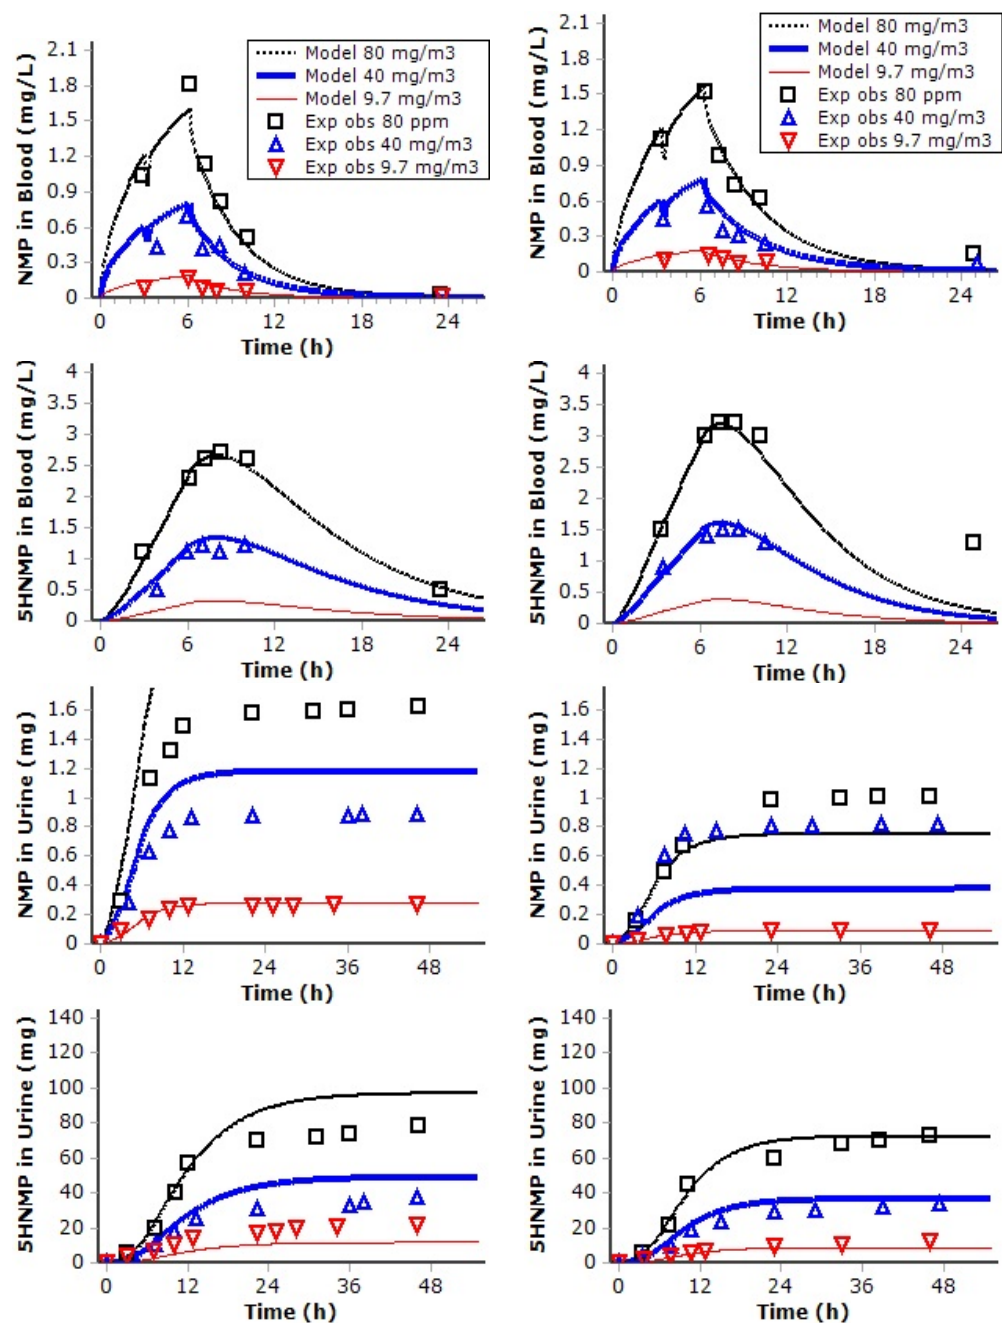 NMP in Blood (mg/L)
2.1
1.8
1.5
1.2
0.9
0.6
0.3
0
0 6 12 18 24
Time (h)
Model 80 mg/m3
Model 40 mg/m3
Model 9.7 mg/m3
Exp obs 80 ppm
Exp obs 40 mg/m3
Exp obs 9.7 mg/m3
NMP in Blood (mg/L)
2.1
1.8
1.5
1.2
0.9
0.6
0.3
0
0 6 12 18 24
Time (h)
Model 80 mg/m3
Model 40 mg/m3
Model 9.7 mg/m3
Exp obs 80 ppm
Exp obs 40 mg/m3
Exp obs 9.7 mg/m3
5HNMP in Blood (mg/L)
4
3.5
3
2.5
2
1.5
1
0.5
0
0 6 12 18 24
Time (h)
5HNMP in Blood (mg/L)
4
3.5
3
2.5
2
1.5
1
0.5
0
0 6 12 18 24
Time (h)
NMP in Urine (mg)
1.6
1.4
1.2
1
0.8
0.6
0.4
0.2
0
0 12 24 36 48
Time (h)
NMP in Urine (mg)
1.6
1.4
1.2
1
0.8
0.6
0.4
0.2
0
0 12 24 36 48
Time (h)
5HNMP in Urine (mg)
140
120
100
80
60
40
20
0
0 12 24 36 48
Time (h)
5HNMP in Urine (mg)
140
120
100
80
60
40
20
0
0 12 24 36 48
Time (h)